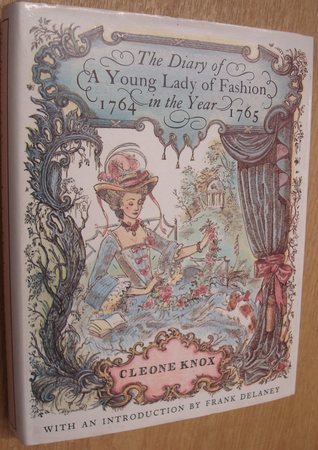 The Diary of
A Young Lady of Fashion
1764 in the Year 1765
CLEONE KNOX
WITH AN INTRODUCTION BY FRANK DELANEY